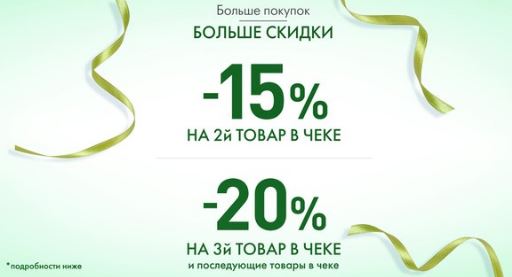 Больше покупок
БОЛЬШЕ СКИДКИ
-15%
НА 2й ТОВАР В ЧЕКЕ
-20%
НА 3й ТОВАР В ЧЕКЕ
и последующие товары в чеке
*подробности ниже